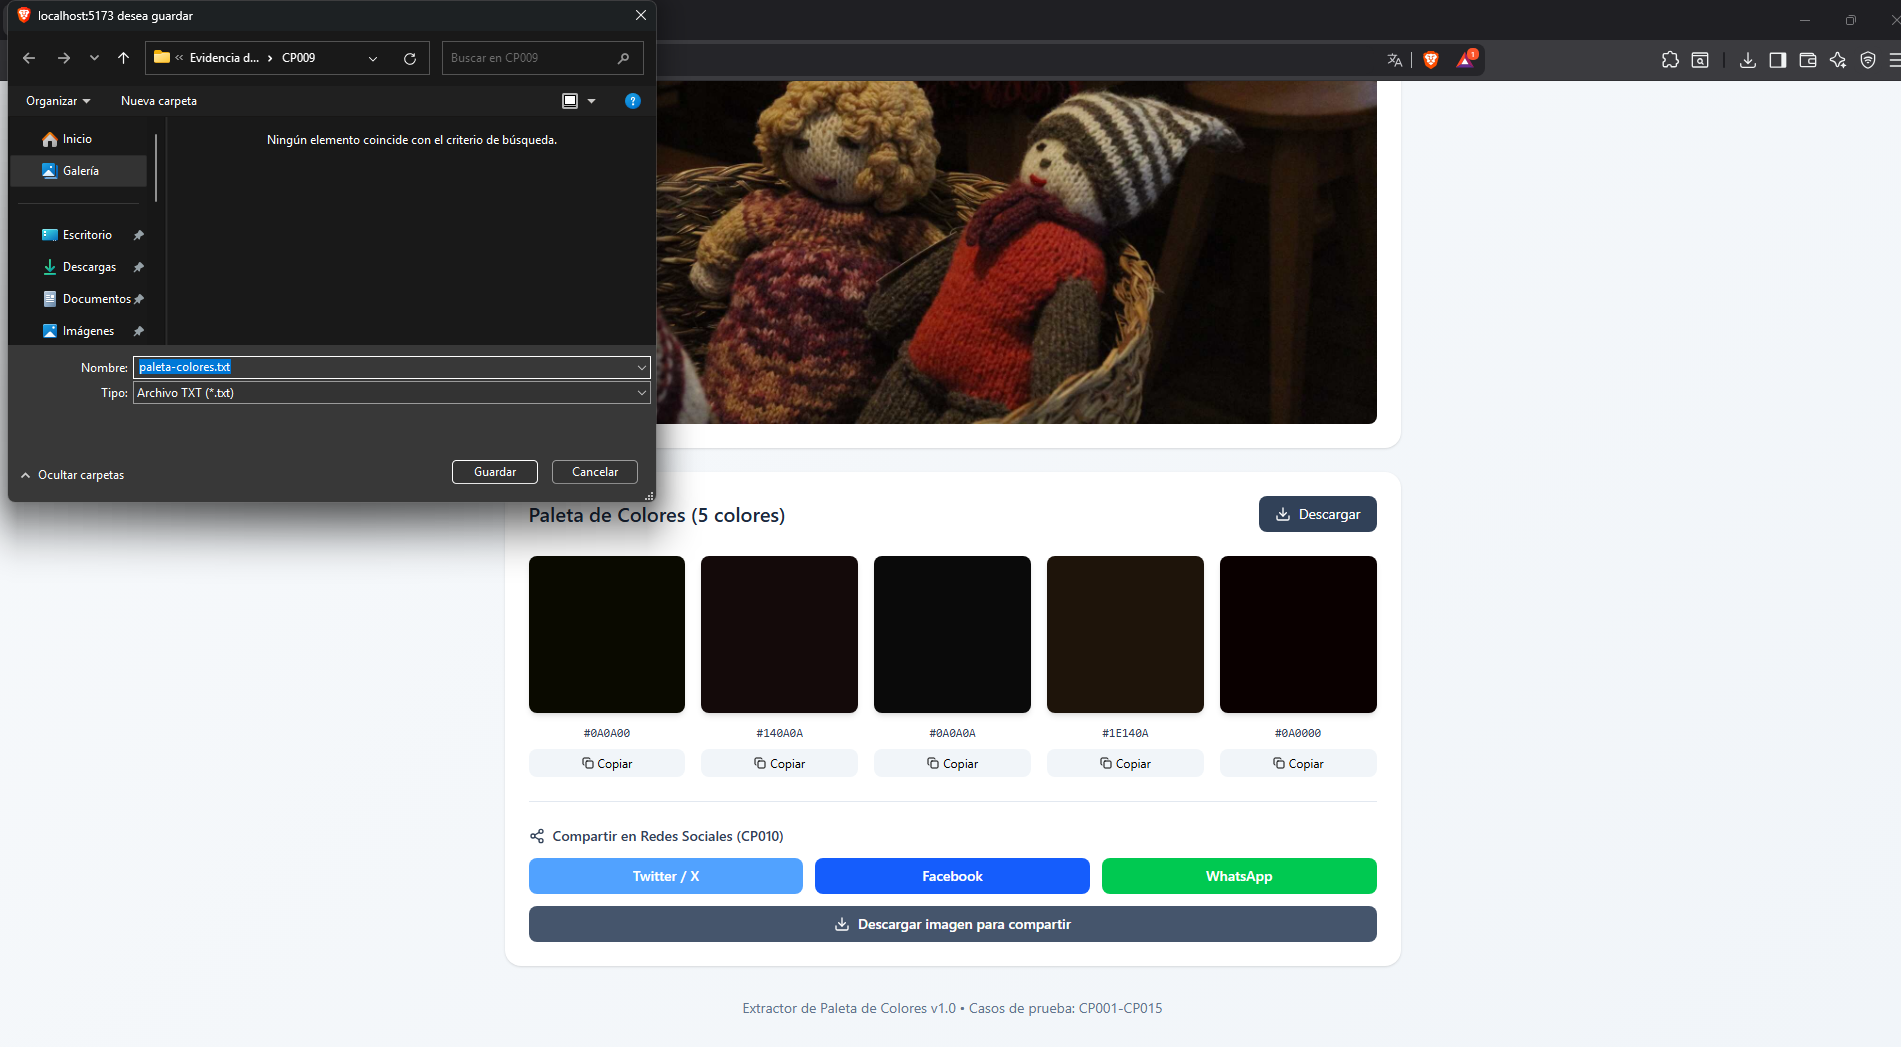 localhost:5173 desea guardar
« Evidencia d... › CP009
Buscar en CP009
1
Organizar
Nueva carpeta
?
Inicio
Galería
Escritorio
Descargas
Documentos
Imágenes
Ningún elemento coincide con el criterio de búsqueda.
Nombre: paleta-colores.txt
Tipo: Archivo TXT (*.txt)
Ocultar carpetas
Guardar
Cancelar
Paleta de Colores (5 colores)
Descargar
#0A0A00 #140A0A #0A0A0A #1E140A #0A0000
Copiar Copiar Copiar Copiar Copiar
Compartir en Redes Sociales (CP010)
Twitter / X Facebook WhatsApp
Descargar imagen para compartir
Extractor de Paleta de Colores v1.0 • Casos de prueba: CP001-CP015